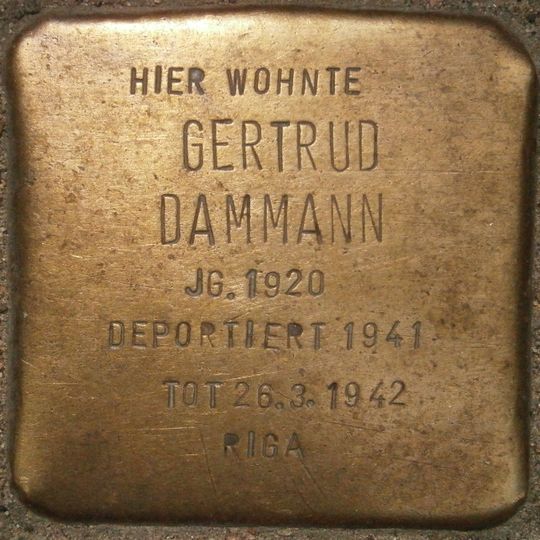 HIER WOHNTE
GERTRUD
DAMMANN
JG. 1920
DEPORTIERT 1941
TOT 26.3.1942
RIGA